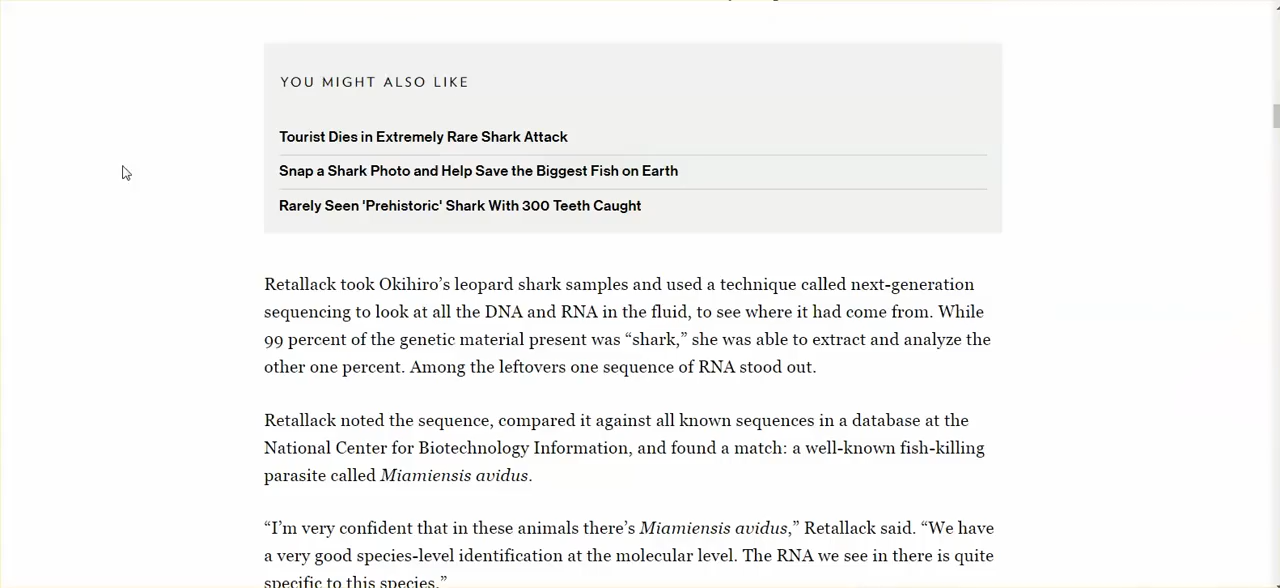 YOU MIGHT ALSO LIKE
Tourist Dies in Extremely Rare Shark Attack
Snap a Shark Photo and Help Save the Biggest Fish on Earth
Rarely Seen 'Prehistoric' Shark With 300 Teeth Caught
Retallack took Okihiro’s leopard shark samples and used a technique called next-generation
sequencing to look at all the DNA and RNA in the fluid, to see where it had come from. While
99 percent of the genetic material present was “shark,” she was able to extract and analyze the
other one percent. Among the leftovers one sequence of RNA stood out.
Retallack noted the sequence, compared it against all known sequences in a database at the
National Center for Biotechnology Information, and found a match: a well-known fish-killing
parasite called Miamiensis avidus.
“I’m very confident that in these animals there’s Miamiensis avidus,” Retallack said. “We have
a very good species-level identification at the molecular level. The RNA we see in there is quite
specific to this species.”